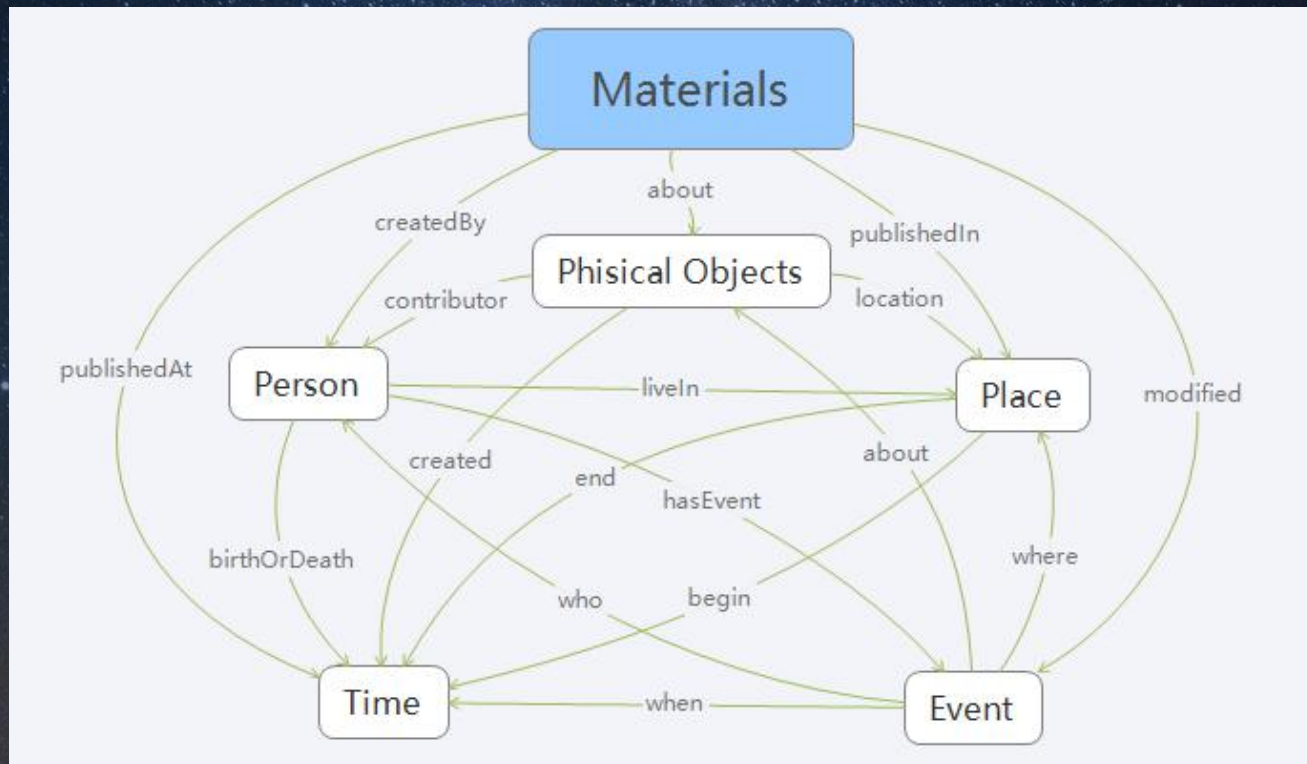 Materials
about
createdBy
publishedIn
Phisical Objects
contributor
location
publishedAt
Person
liveIn
Place
modified
created
about
end
hasEvent
birthOrDeath
where
who
begin
Time
when
Event